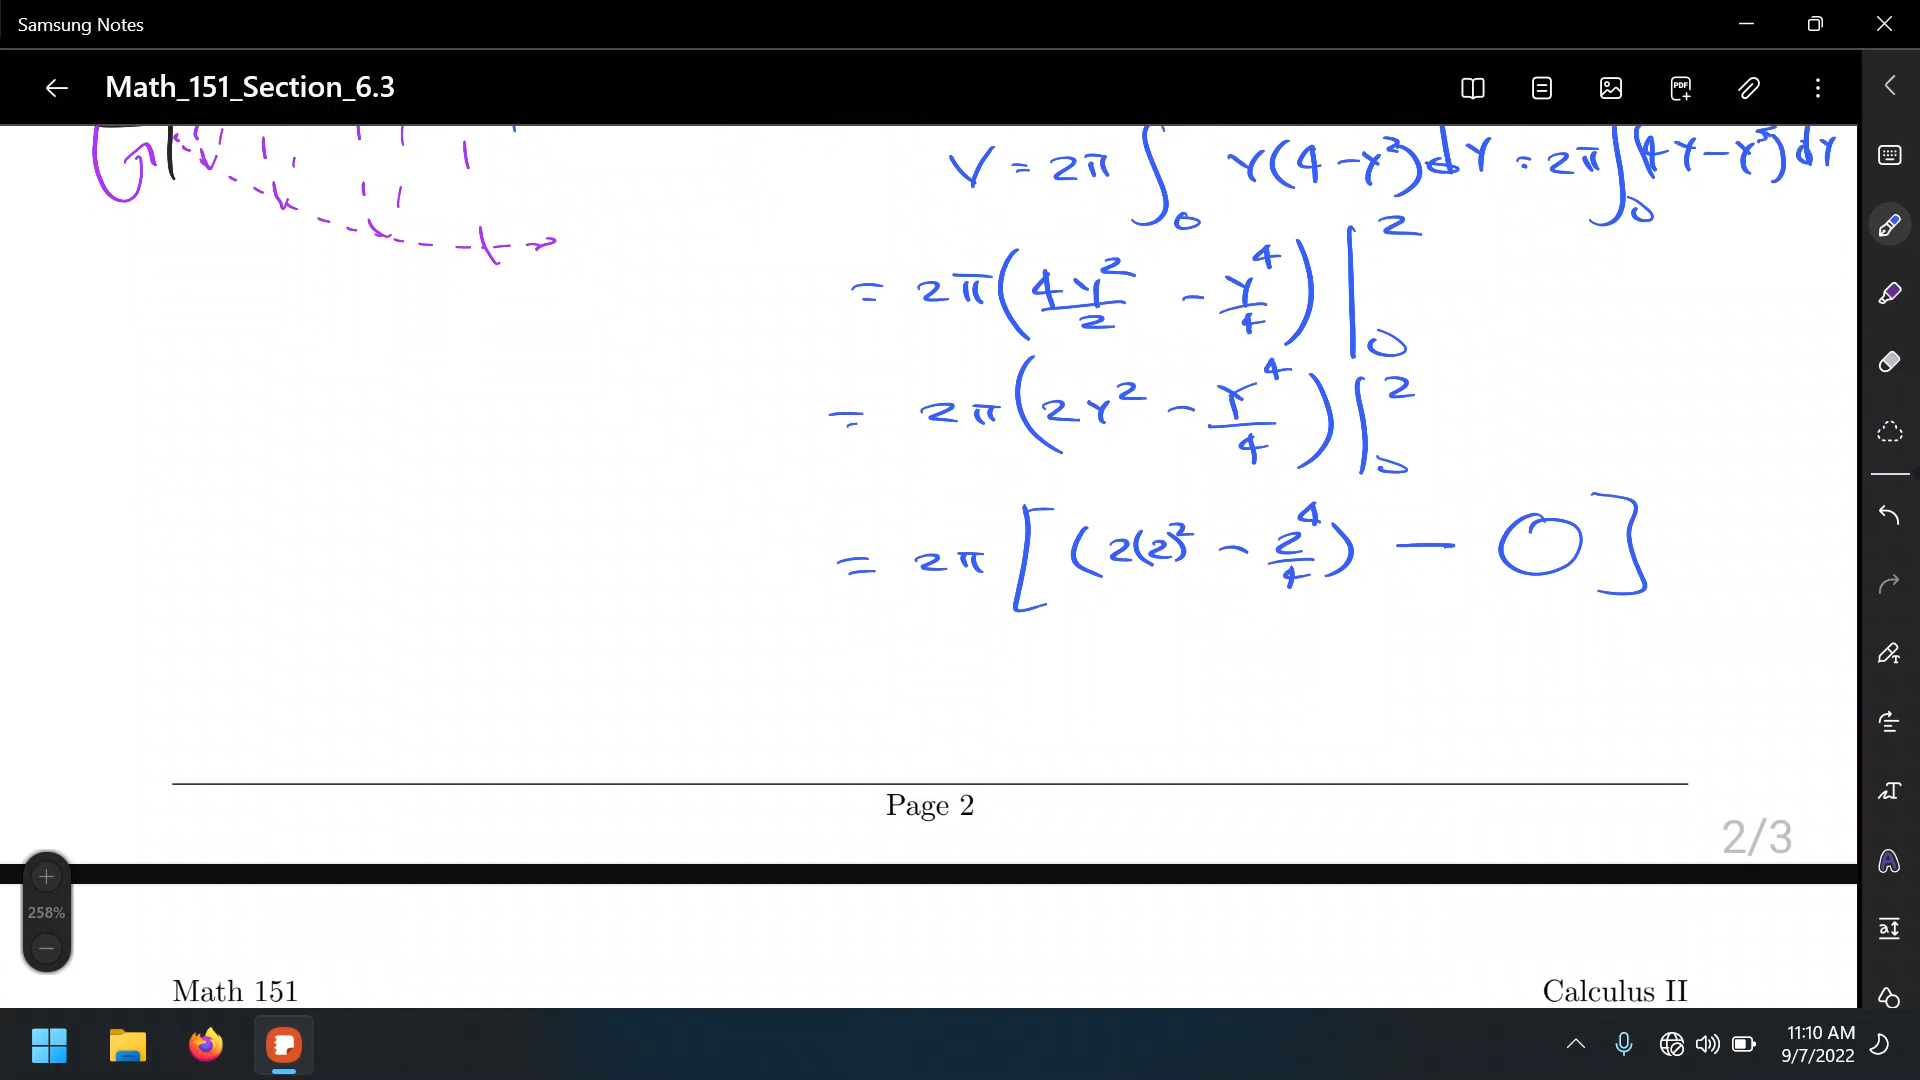 Samsung Notes
Math_151_Section_6.3
PDF
V = 2π ∫₀ y(4 - y²)dy = 2π ∫₀ (4y - y³)dy
= 2π(4y²/2 - y⁴/4) |₀²
= 2π(2y² - y⁴/4) |₀²
= 2π[(2(2)² - 2⁴/4) - 0]
Page 2
2/3
258%
Math 151
Calculus II
11:10 AM
9/7/2022